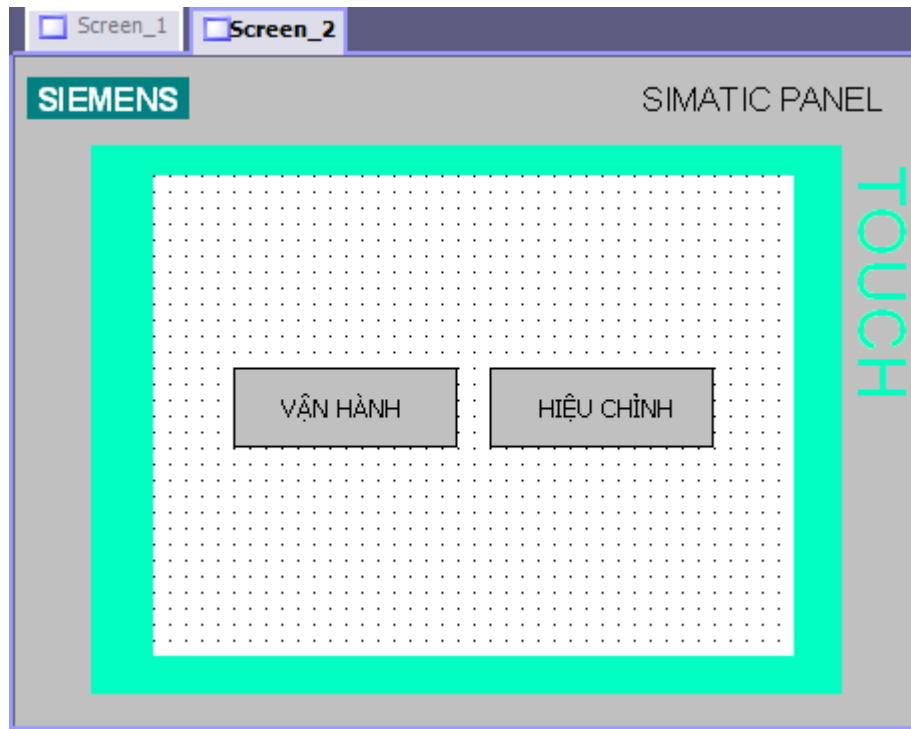 Screen_1 Screen_2
SIEMENS SIMATIC PANEL
TOUCH
VẬN HÀNH HIỆU CHỈNH